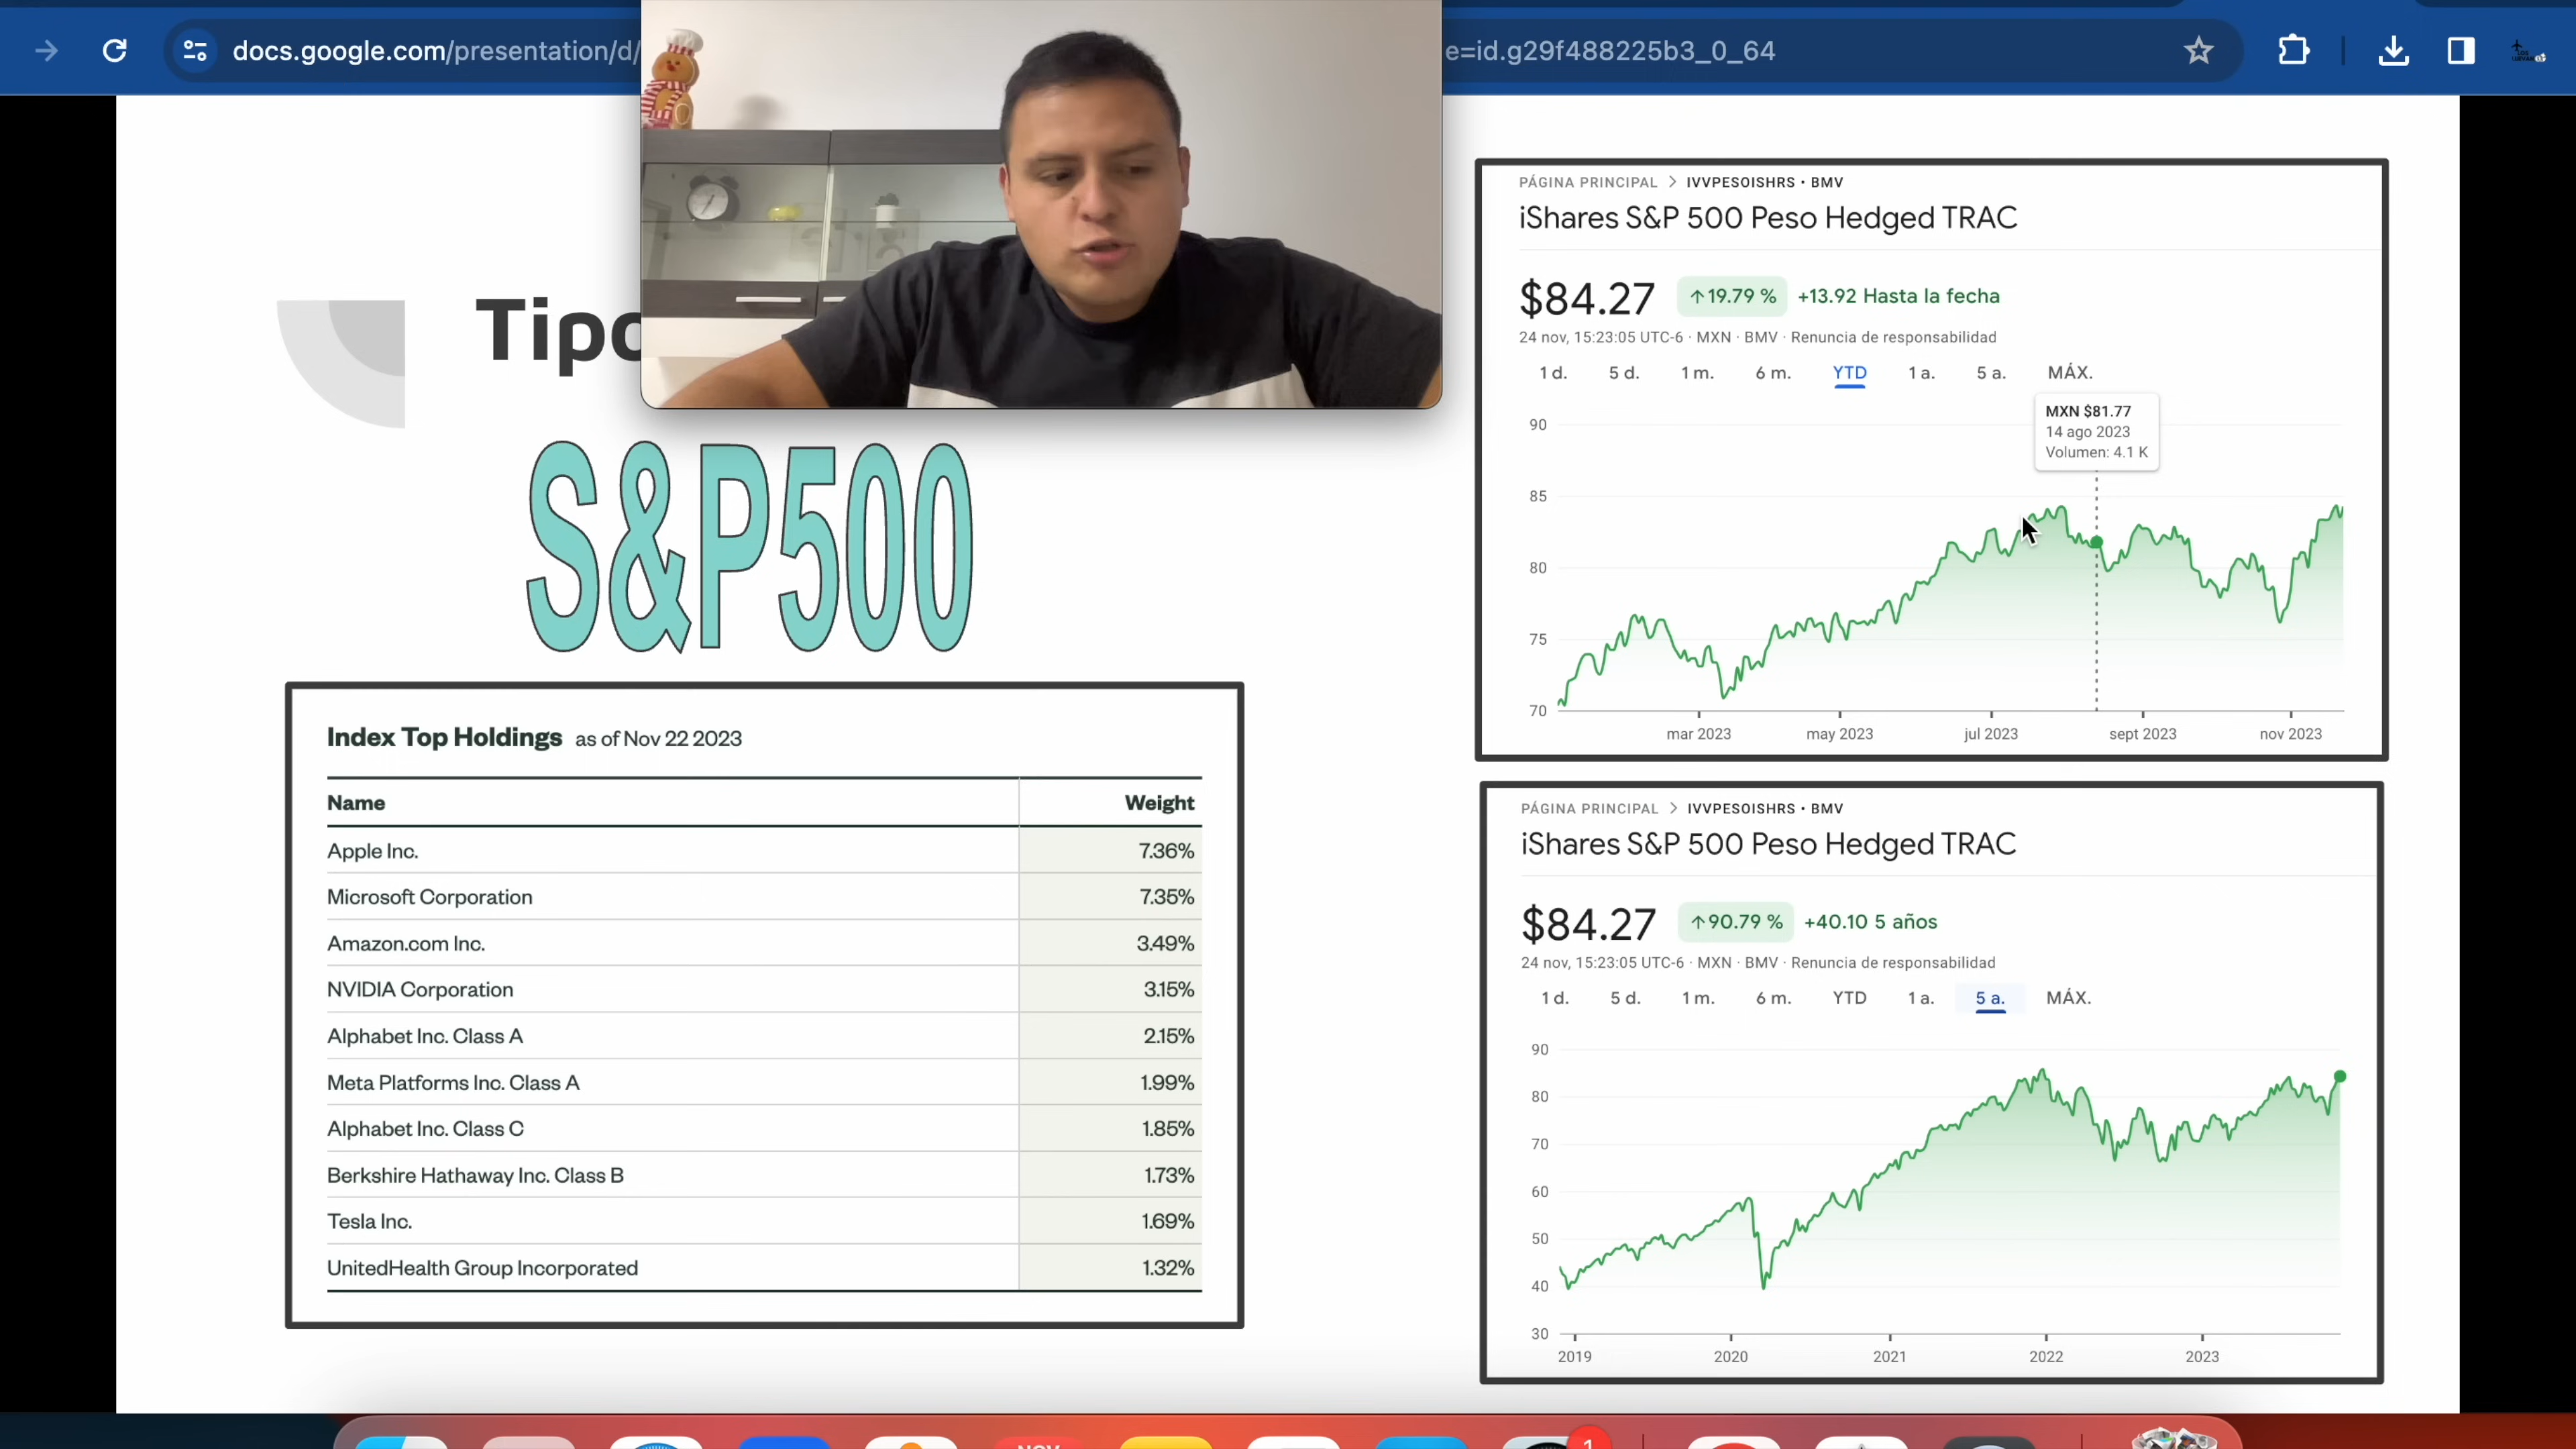 docs.google.com/presentation/d/
e=id.g29f488225b3_0_64
Tipo
S&P500
Index Top Holdings as of Nov 22 2023
Name Weight
Apple Inc. 7.36%
Microsoft Corporation 7.35%
Amazon.com Inc. 3.49%
NVIDIA Corporation 3.15%
Alphabet Inc. Class A 2.15%
Meta Platforms Inc. Class A 1.99%
Alphabet Inc. Class C 1.85%
Berkshire Hathaway Inc. Class B 1.73%
Tesla Inc. 1.69%
UnitedHealth Group Incorporated 1.32%
PÁGINA PRINCIPAL > IVVPESOISHRS • BMV
iShares S&P 500 Peso Hedged TRAC
$84.27 ↑19.79 % +13.92 Hasta la fecha
24 nov, 15:23:05 UTC-6 · MXN · BMV · Renuncia de responsabilidad
1 d. 5 d. 1 m. 6 m. YTD 1 a. 5 a. MÁX.
MXN $81.77
14 ago 2023
Volumen: 4.1 K
90
85
80
75
70
mar 2023 may 2023 jul 2023 sept 2023 nov 2023
PÁGINA PRINCIPAL > IVVPESOISHRS • BMV
iShares S&P 500 Peso Hedged TRAC
$84.27 ↑90.79 % +40.10 5 años
24 nov, 15:23:05 UTC-6 · MXN · BMV · Renuncia de responsabilidad
1 d. 5 d. 1 m. 6 m. YTD 1 a. 5 a. MÁX.
90
80
70
60
50
40
30
2019 2020 2021 2022 2023
NOV
1